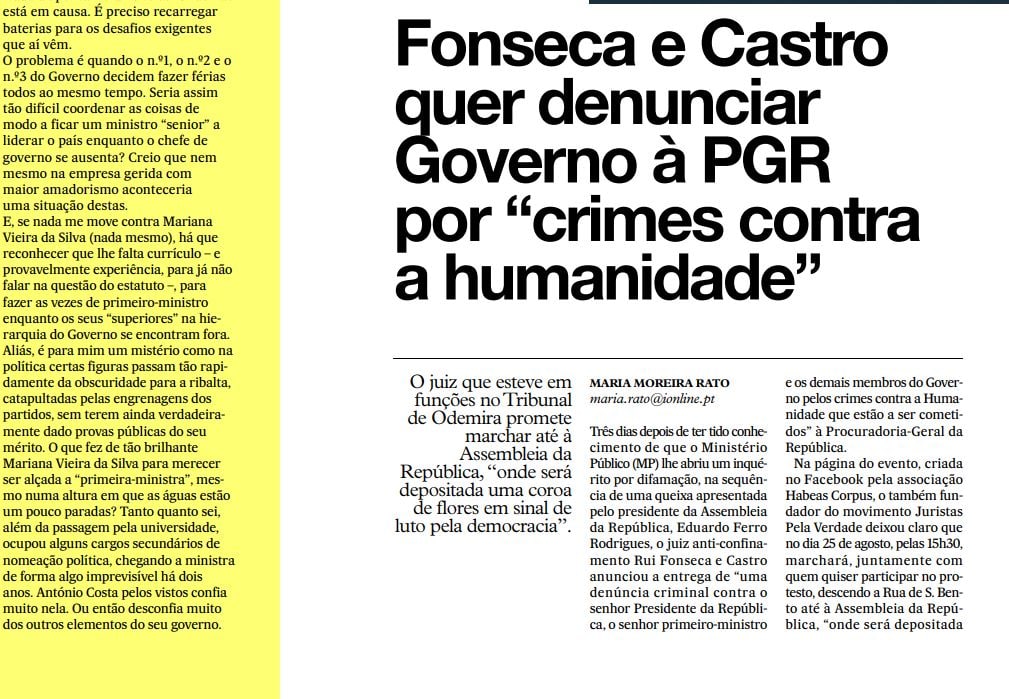 está em causa. É preciso recarregar
baterias para os desafios exigentes
que aí vêm.
O problema é quando o n.º1, o n.º2 e o
n.º3 do Governo decidem fazer férias
todos ao mesmo tempo. Seria assim
tão difícil coordenar as coisas de
modo a ficar um ministro “senior” a
liderar o país enquanto o chefe de
governo se ausenta? Creio que nem
mesmo na empresa gerida com
maior amadorismo aconteceria
uma situação destas.
E, se nada me move contra Mariana
Vieira da Silva (nada mesmo), há que
reconhecer que lhe falta currículo – e
provavelmente experiência, para já não
falar na questão do estatuto –, para
fazer as vezes de primeiro-ministro
enquanto os seus “superiores” na hie-
rarquia do Governo se encontram fora.
Aliás, é para mim um mistério como na
política certas figuras passam tão rapi-
damente da obscuridade para a ribalta,
catapultadas pelas engrenagens dos
partidos, sem terem ainda verdadeira-
mente dado provas públicas do seu
mérito. O que fez de tão brilhante
Mariana Vieira da Silva para merecer
ser alçada a “primeira-ministra”, mes-
mo numa altura em que as águas estão
um pouco paradas? Tanto quanto sei,
além da passagem pela universidade,
ocupou alguns cargos secundários de
nomeação política, chegando a ministra
de forma algo imprevisível há dois
anos. António Costa pelos vistos confia
muito nela. Ou então desconfia muito
dos outros elementos do seu governo.
Fonseca e Castro
quer denunciar
Governo à PGR
por “crimes contra
a humanidade”
O juiz que esteve em
funções no Tribunal
de Odemira promete
marchar até à
Assembleia da
República, “onde será
depositada uma coroa
de flores em sinal de
luto pela democracia”.
MARIA MOREIRA RATO
maria.rato@ionline.pt
Três dias depois de ter tido conhe-
cimento de que o Ministério
Público (MP) lhe abriu um inqué-
rito por difamação, na sequên-
cia de uma queixa apresentada
pelo presidente da Assembleia
da República, Eduardo Ferro
Rodrigues, o juiz anti-confina-
mento Rui Fonseca e Castro
anunciou a entrega de “uma
denúncia criminal contra o
senhor Presidente da Repúbli-
ca, o senhor primeiro-ministro
e os demais membros do Gover-
no pelos crimes contra a Huma-
nidade que estão a ser cometi-
dos” à Procuradoria-Geral da
República.
Na página do evento, criada
no Facebook pela associação
Habeas Corpus, o também fun-
dador do movimento Juristas
Pela Verdade deixou claro que
no dia 25 de agosto, pelas 15h30,
marchará, juntamente com
quem quiser participar no pro-
testo, descendo a Rua de S. Ben-
to até à Assembleia da Repú-
blica, “onde será depositada